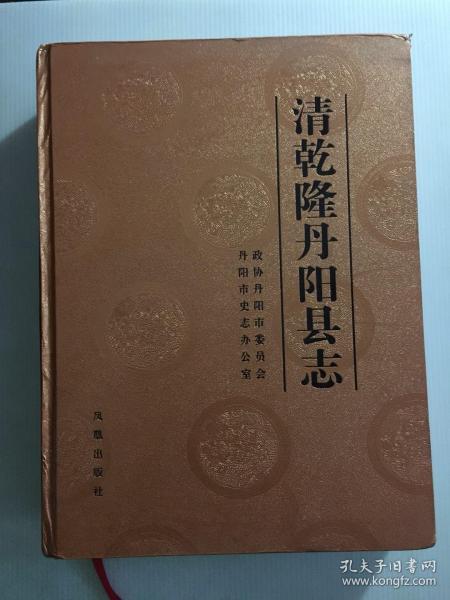 清乾隆丹阳县志
政协丹阳市委员会
丹阳市史志办公室
凤凰出版社
孔夫子旧书网
www.kongfz.com